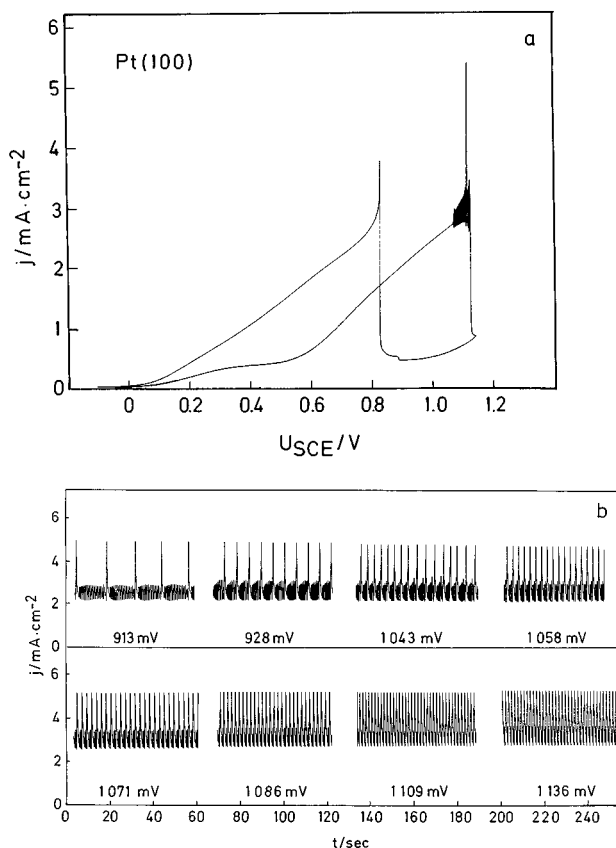 6
5
4
3
2
1
0
j/mA·cm⁻²
Pt(100)
a
0 0.2 0.4 0.6 0.8 1.0 1.2
U_SCE/V
b
6
4
2
0
913 mV 928 mV 1043 mV 1058 mV
j/mA·cm⁻²
6
4
2
0
1071 mV 1086 mV 1109 mV 1136 mV
0 20 40 60 80 100 120 140 160 180 200 220 240
t/sec